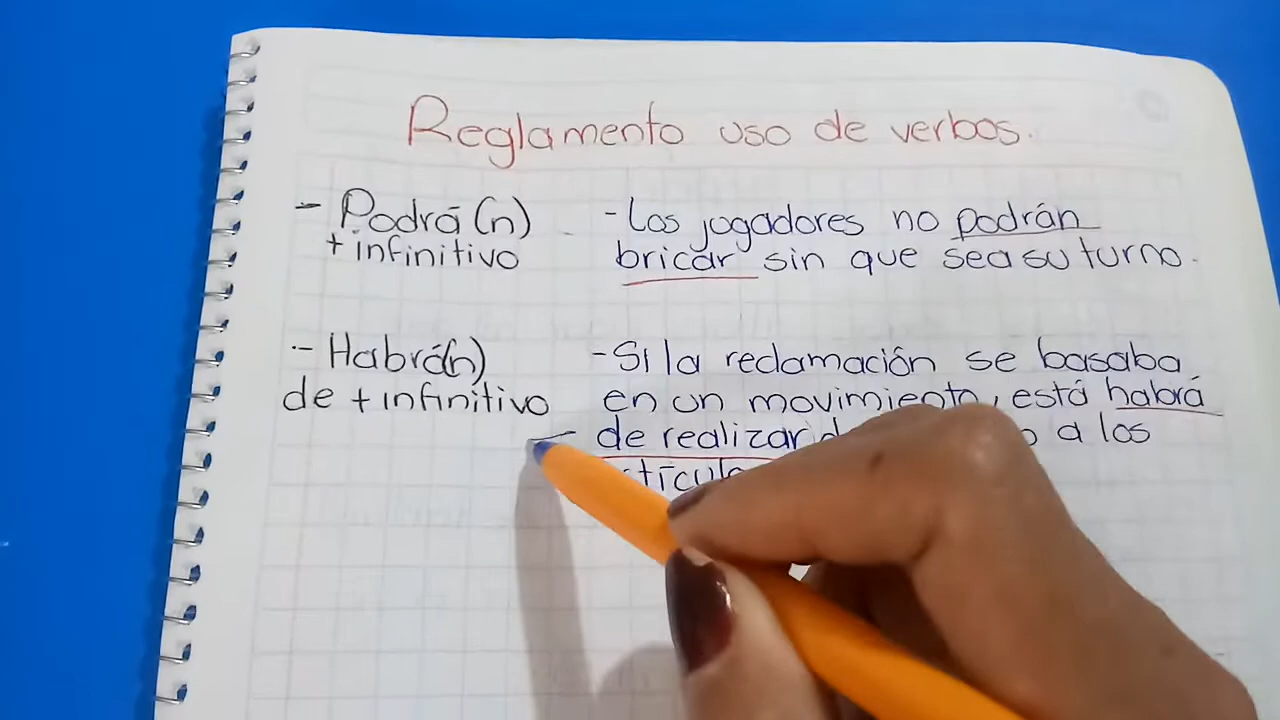 Reglamento uso de verbos.
- Podrá(n)
+ infinitivo
- Los jugadores no podrán
bricar sin que sea su turno.
- Habrá(n)
de + infinitivo
- Si la reclamación se basaba
en un movimiento, está habrá
de realizar a los